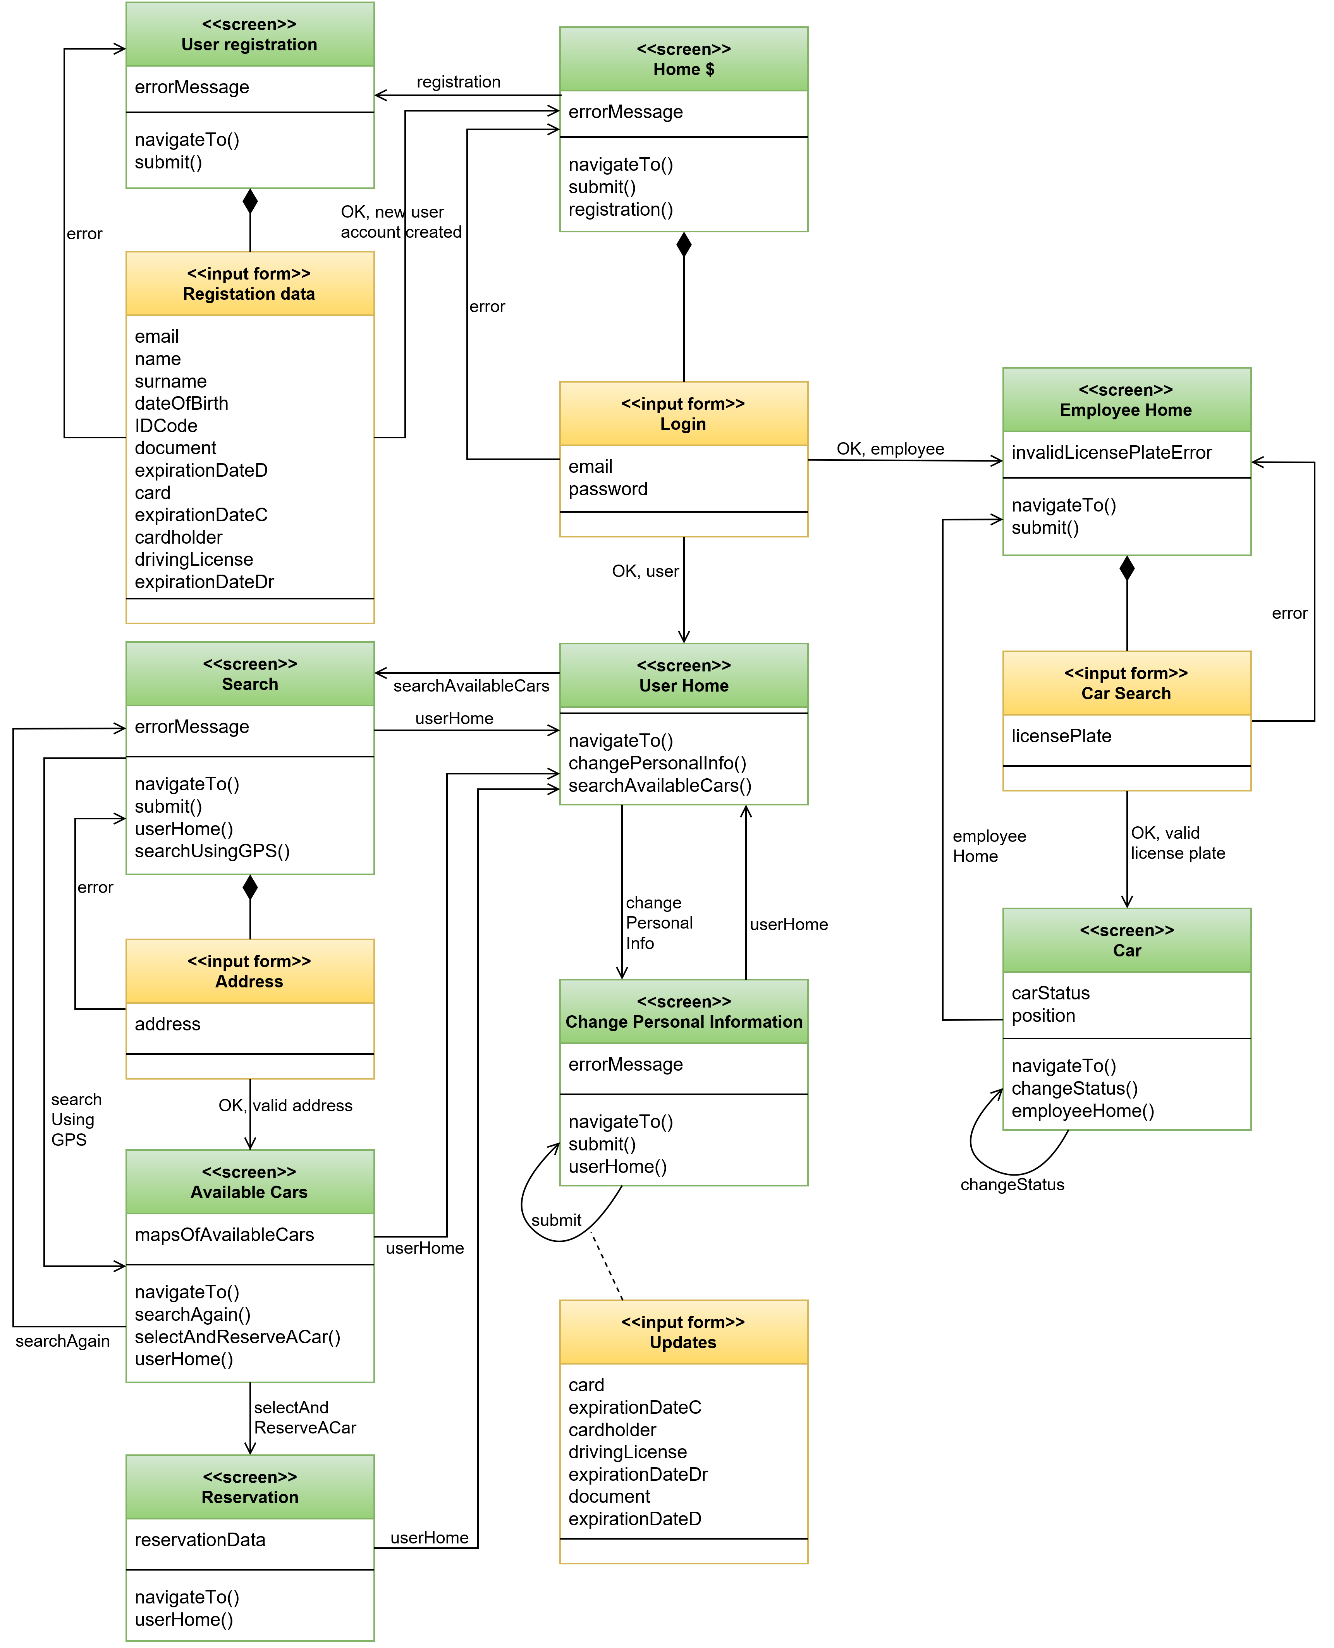 <<screen>>
User registration
errorMessage
navigateTo()
submit()
<<screen>>
Home $
errorMessage
navigateTo()
submit()
registration()
registration
OK, new user
account created
error
error
<<input form>>
Registation data
email
name
surname
dateOfBirth
IDCode
document
expirationDateD
card
expirationDateC
cardholder
drivingLicense
expirationDateDr
<<input form>>
Login
email
password
OK, employee
OK, user
<<screen>>
Employee Home
invalidLicensePlateError
navigateTo()
submit()
error
<<input form>>
Car Search
licensePlate
employee
Home
OK, valid
license plate
<<screen>>
Car
carStatus
position
navigateTo()
changeStatus()
employeeHome()
changeStatus
<<screen>>
Search
errorMessage
navigateTo()
submit()
userHome()
searchUsingGPS()
searchAvailableCars
userHome
<<screen>>
User Home
navigateTo()
changePersonalInfo()
searchAvailableCars()
error
change
Personal
Info
userHome
<<input form>>
Address
address
search
Using
GPS
OK, valid address
<<screen>>
Change Personal Information
errorMessage
navigateTo()
submit()
userHome()
submit
<<screen>>
Available Cars
mapsOfAvailableCars
navigateTo()
searchAgain()
selectAndReserveACar()
userHome()
userHome
searchAgain
selectAnd
ReserveACar
<<input form>>
Updates
card
expirationDateC
cardholder
drivingLicense
expirationDateDr
document
expirationDateD
<<screen>>
Reservation
reservationData
navigateTo()
userHome()
userHome